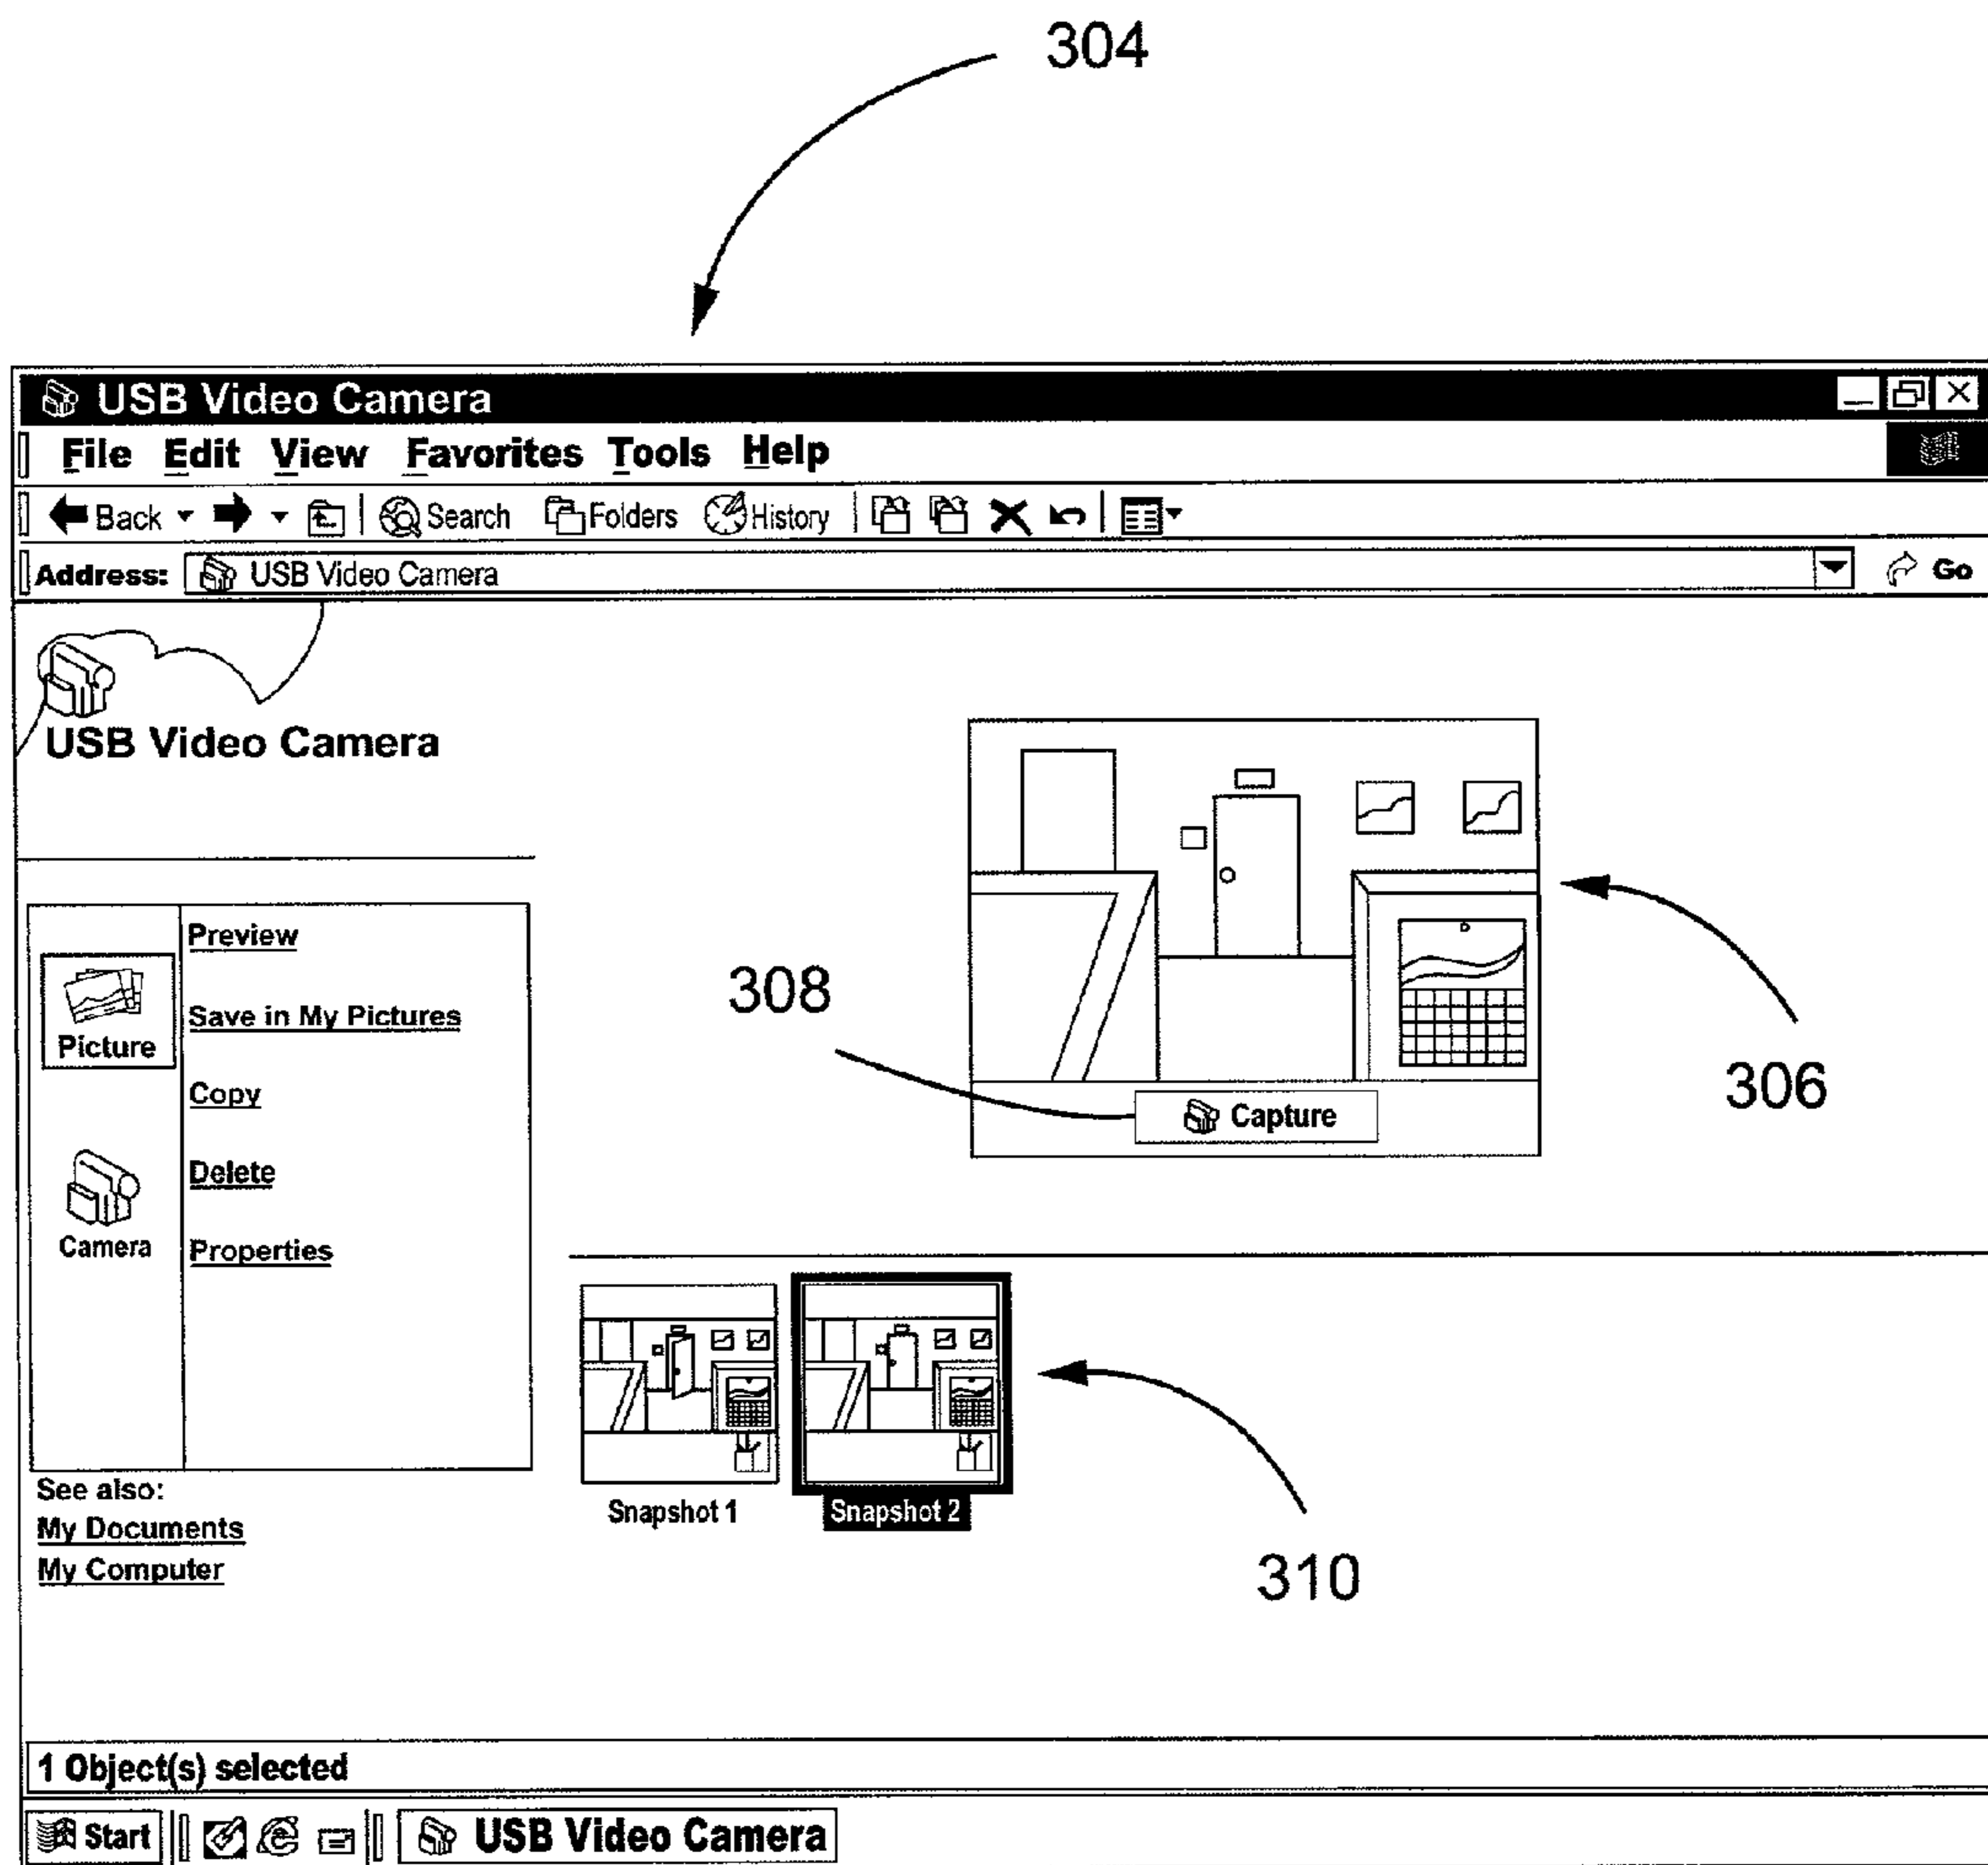 304
USB Video Camera
File Edit View Favorites Tools Help
Back Search Folders History
Address: USB Video Camera Go
USB Video Camera
Preview
Save in My Pictures
Picture
Copy
Delete
Camera
Properties
308
Capture
306
Snapshot 1
Snapshot 2
310
See also:
My Documents
My Computer
1 Object(s) selected
Start USB Video Camera